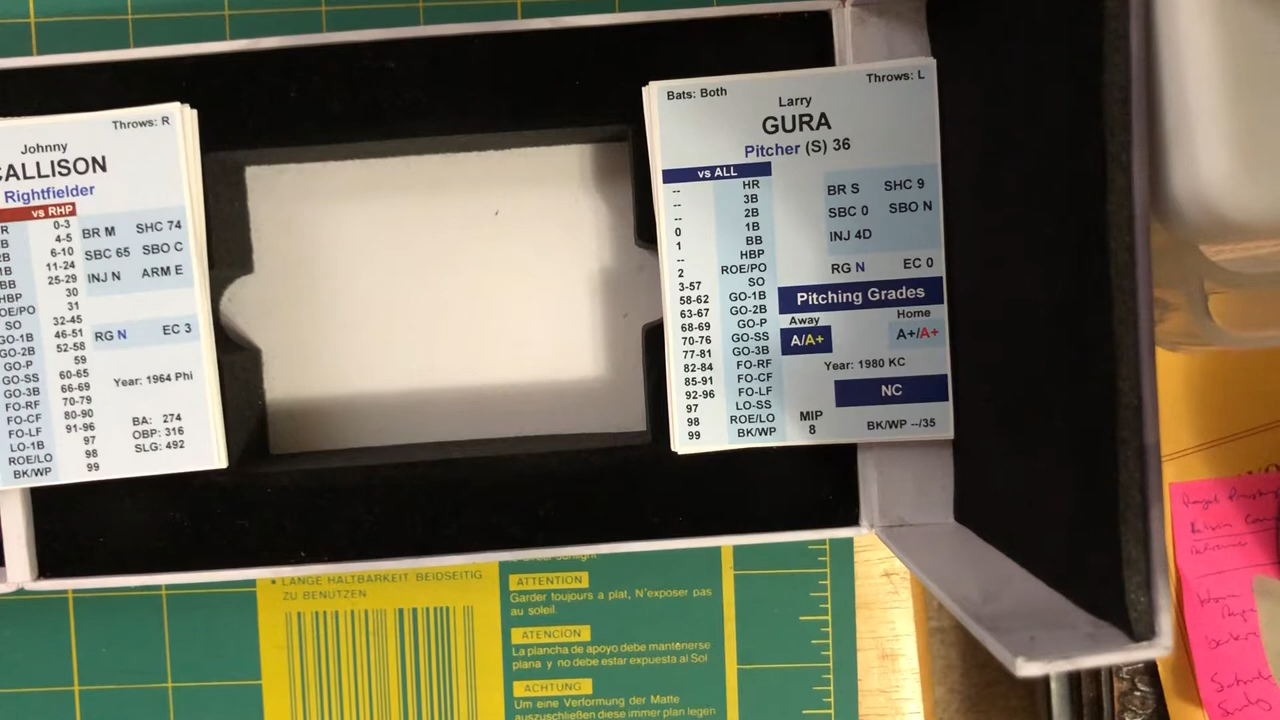 Throws: R
Johnny
CALLISON
Rightfielder
vs RHP
R 0-3
B 4-5
2B 6-10
1B 11-24
BB 25-29
HBP 30
OE/PO 31
SO 32-45
GO-1B 46-51
GO-2B 52-58
GO-P 59
GO-SS 60-65
GO-3B 66-69
FO-RF 70-79
FO-CF 80-90
FO-LF 91-96
LO-1B 97
ROE/LO 98
BK/WP 99
BR M SHC 74
SBC 65 SBO C
INJ N ARM E
RG N EC 3
Year: 1964 Phi
BA: 274
OBP: 316
SLG: 492
Bats: Both Throws: L
Larry
GURA
Pitcher (S) 36
vs ALL
-- HR
-- 3B
-- 2B
0 1B
1 BB
-- HBP
2 ROE/PO
3-57 SO
58-62 GO-1B
63-67 GO-2B
68-69 GO-P
70-76 GO-SS
77-81 GO-3B
82-84 FO-RF
85-91 FO-CF
92-96 FO-LF
97 LO-SS
98 ROE/LO
99 BK/WP
BR S SHC 9
SBC 0 SBO N
INJ 4D
RG N EC 0
Pitching Grades
Away Home
A/A+ A+/A+
Year: 1980 KC
NC
MIP
8
BK/WP --/35
• LANGE HALTBARKEIT BEIDSEITIG
ZU BENUTZEN
ATTENTION
Garder toujours a plat, N'exposer pas
au soleil.
ATENCION
La plancha de apoyo debe mantenerse
plana y no debe estar expuesta al Sol
ACHTUNG
Um eine Verformung der Matte
auszuschließen diese immer plan legen